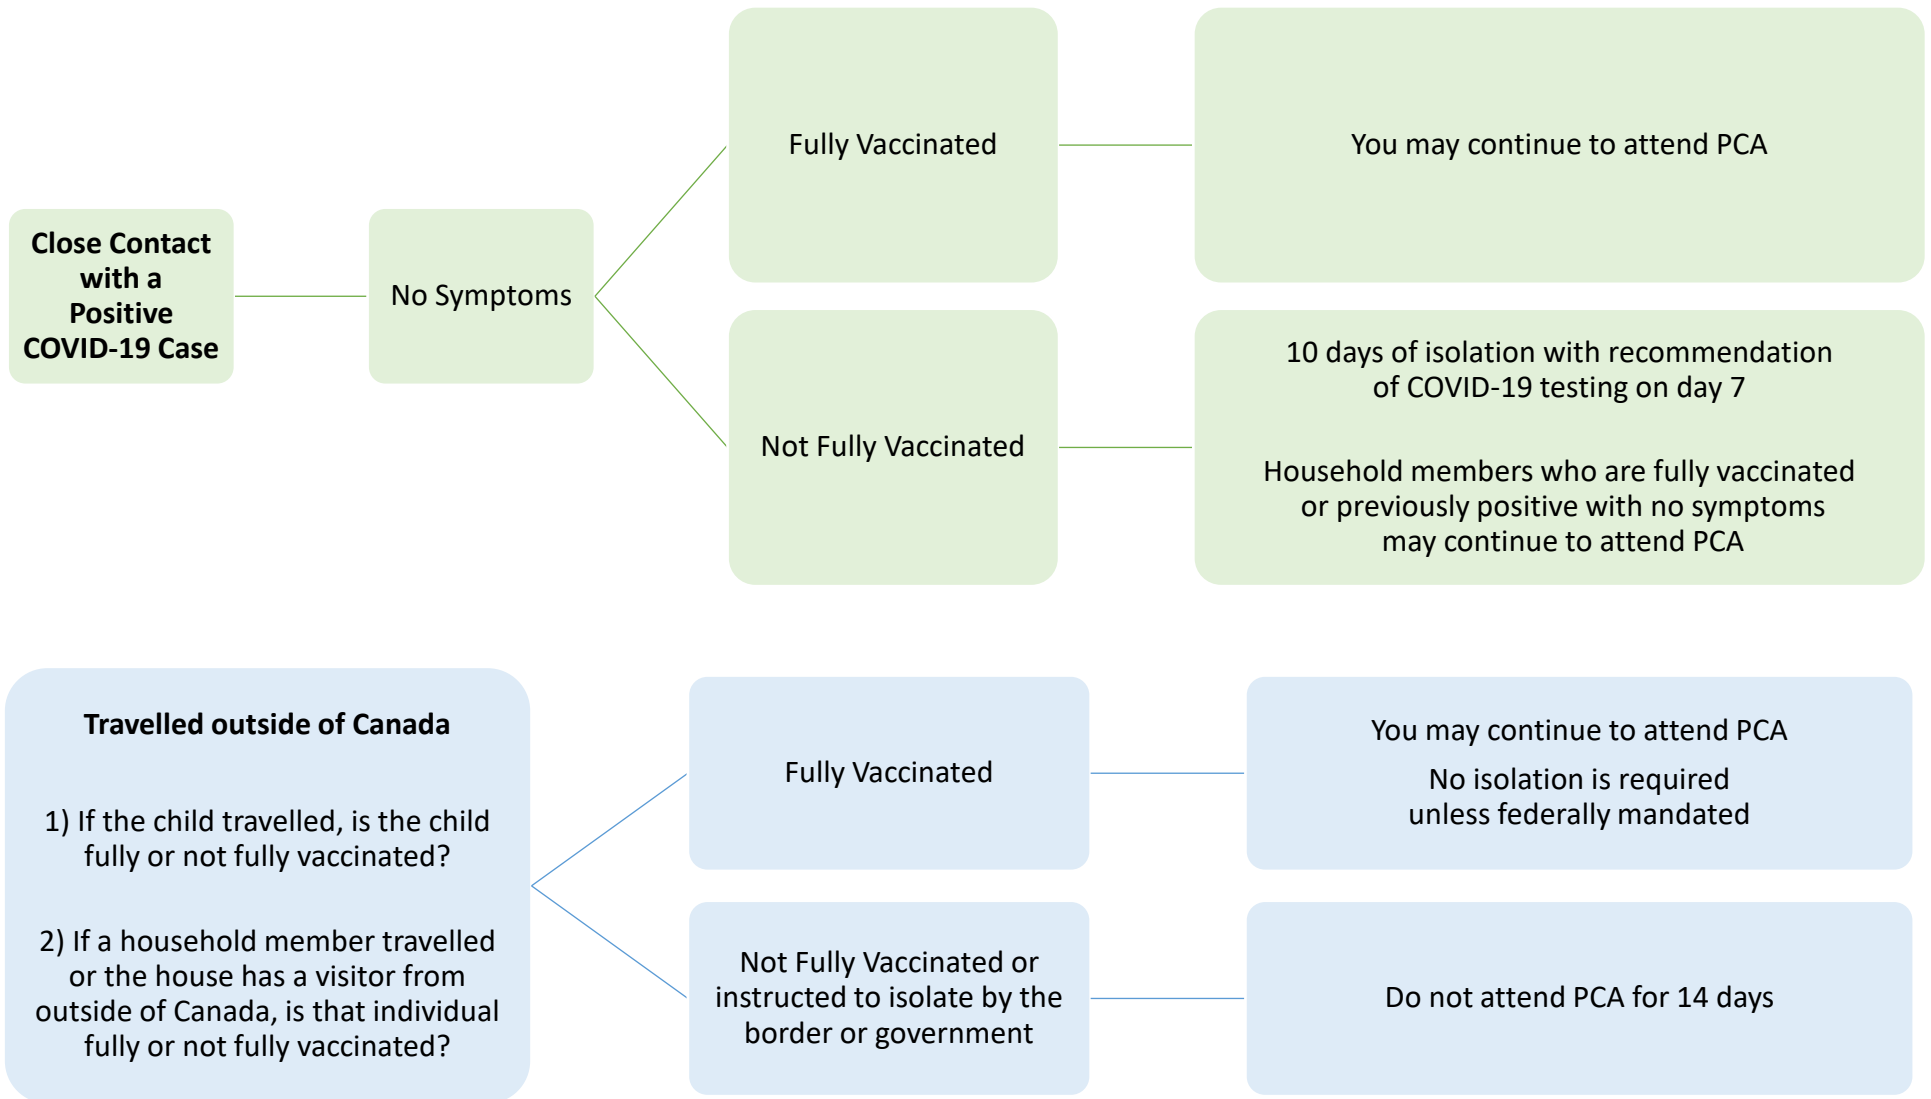 Close Contact
with a
Positive
COVID-19 Case
No Symptoms
Fully Vaccinated
You may continue to attend PCA
Not Fully Vaccinated
10 days of isolation with recommendation
of COVID-19 testing on day 7
Household members who are fully vaccinated
or previously positive with no symptoms
may continue to attend PCA
Travelled outside of Canada
1) If the child travelled, is the child
fully or not fully vaccinated?
2) If a household member travelled
or the house has a visitor from
outside of Canada, is that individual
fully or not fully vaccinated?
Fully Vaccinated
You may continue to attend PCA
No isolation is required
unless federally mandated
Not Fully Vaccinated or
instructed to isolate by the
border or government
Do not attend PCA for 14 days